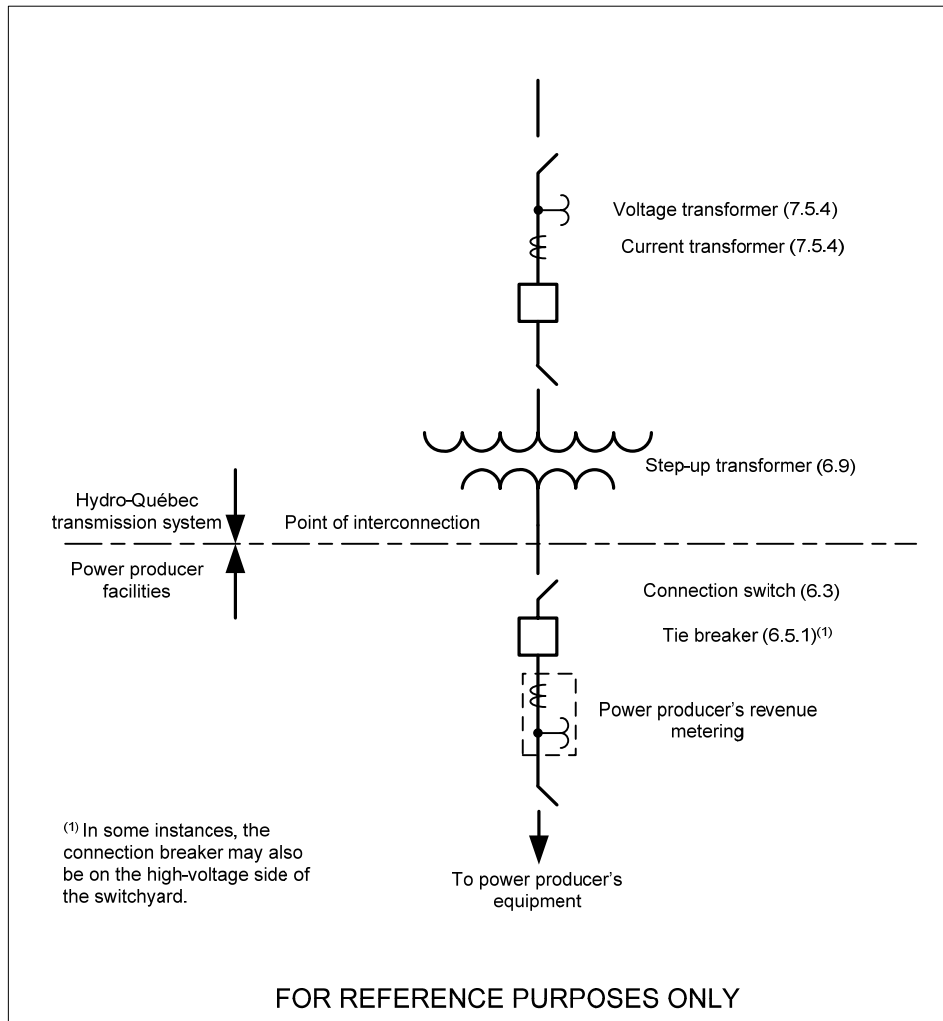 Voltage transformer (7.5.4)
Current transformer (7.5.4)
Step-up transformer (6.9)
Hydro-Québec
transmission system
Point of interconnection
Power producer
facilities
Connection switch (6.3)
Tie breaker (6.5.1)(1)
Power producer's revenue
metering
(1) In some instances, the
connection breaker may also
be on the high-voltage side of
the switchyard.
To power producer's
equipment
FOR REFERENCE PURPOSES ONLY